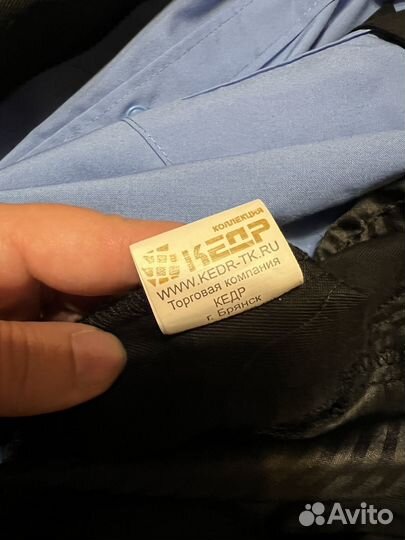 КОЛЛЕКЦИЯ
КЕДР
WWW.KEDR-TK.RU
Торговая компания
КЕДР
г. Брянск
Avito